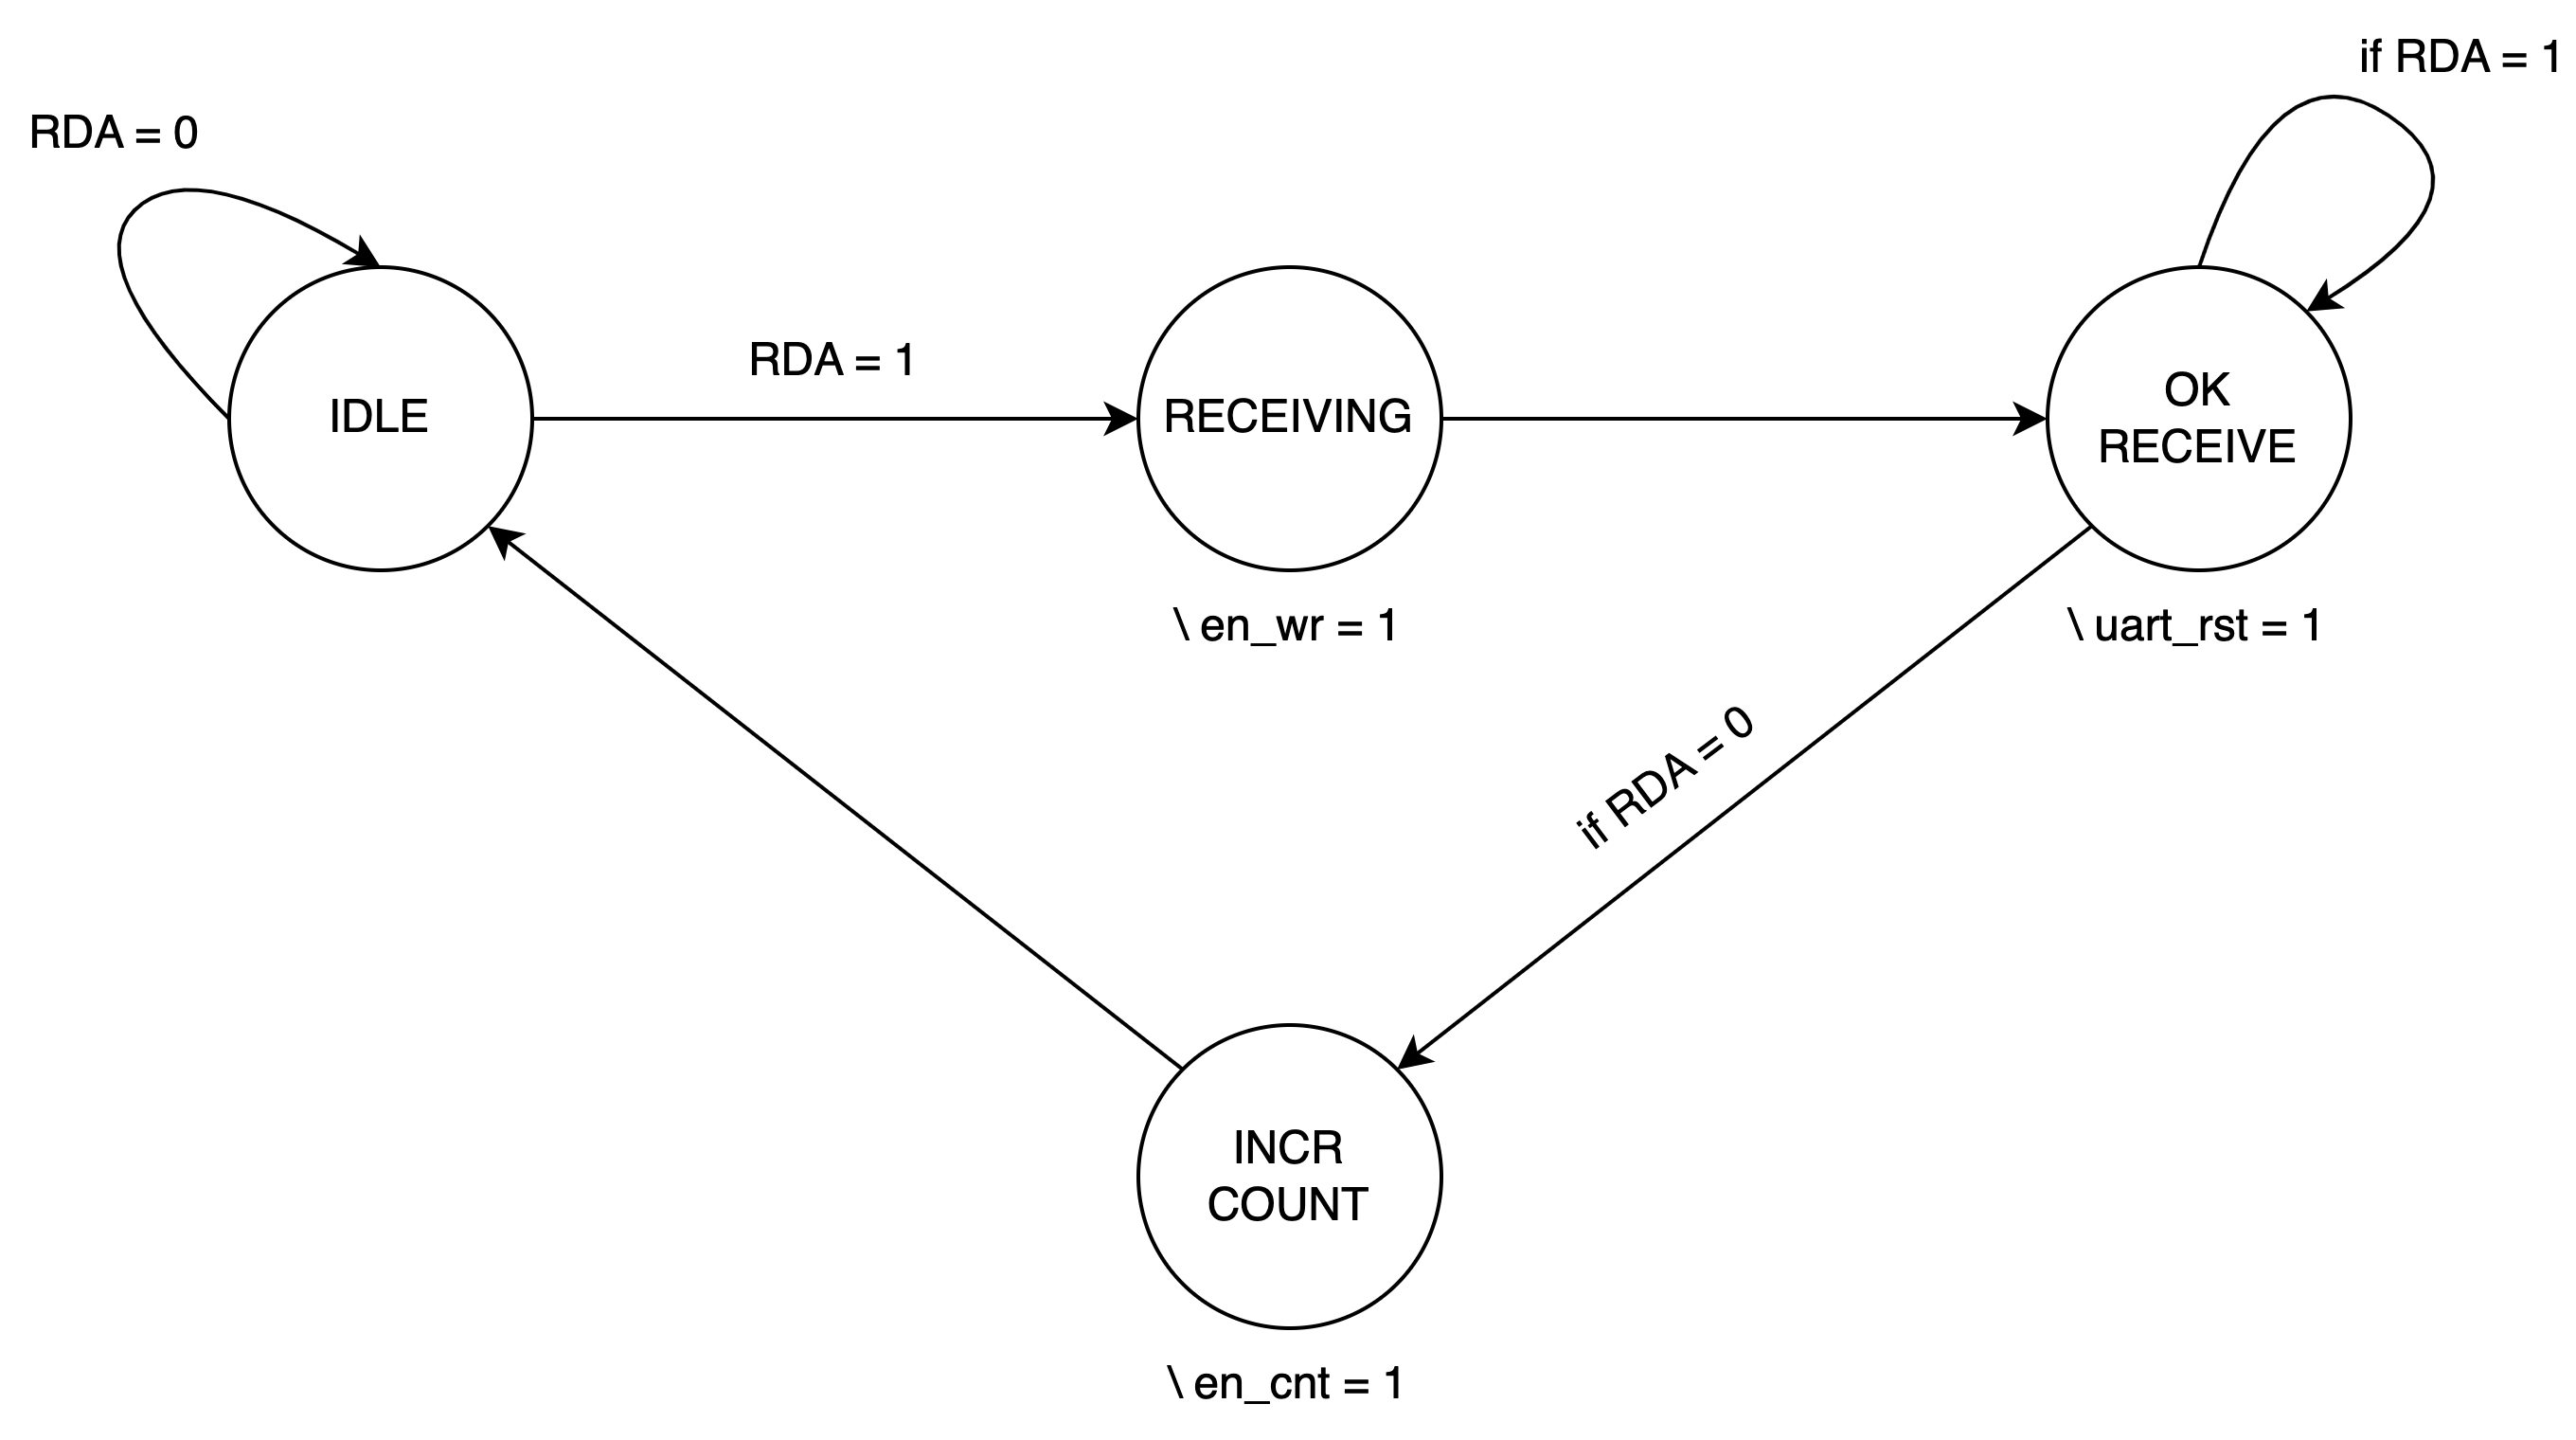 if RDA = 1
RDA = 0
RDA = 1
IDLE
RECEIVING
OK
RECEIVE
\ en_wr = 1
\ uart_rst = 1
if RDA = 0
INCR
COUNT
\ en_cnt = 1